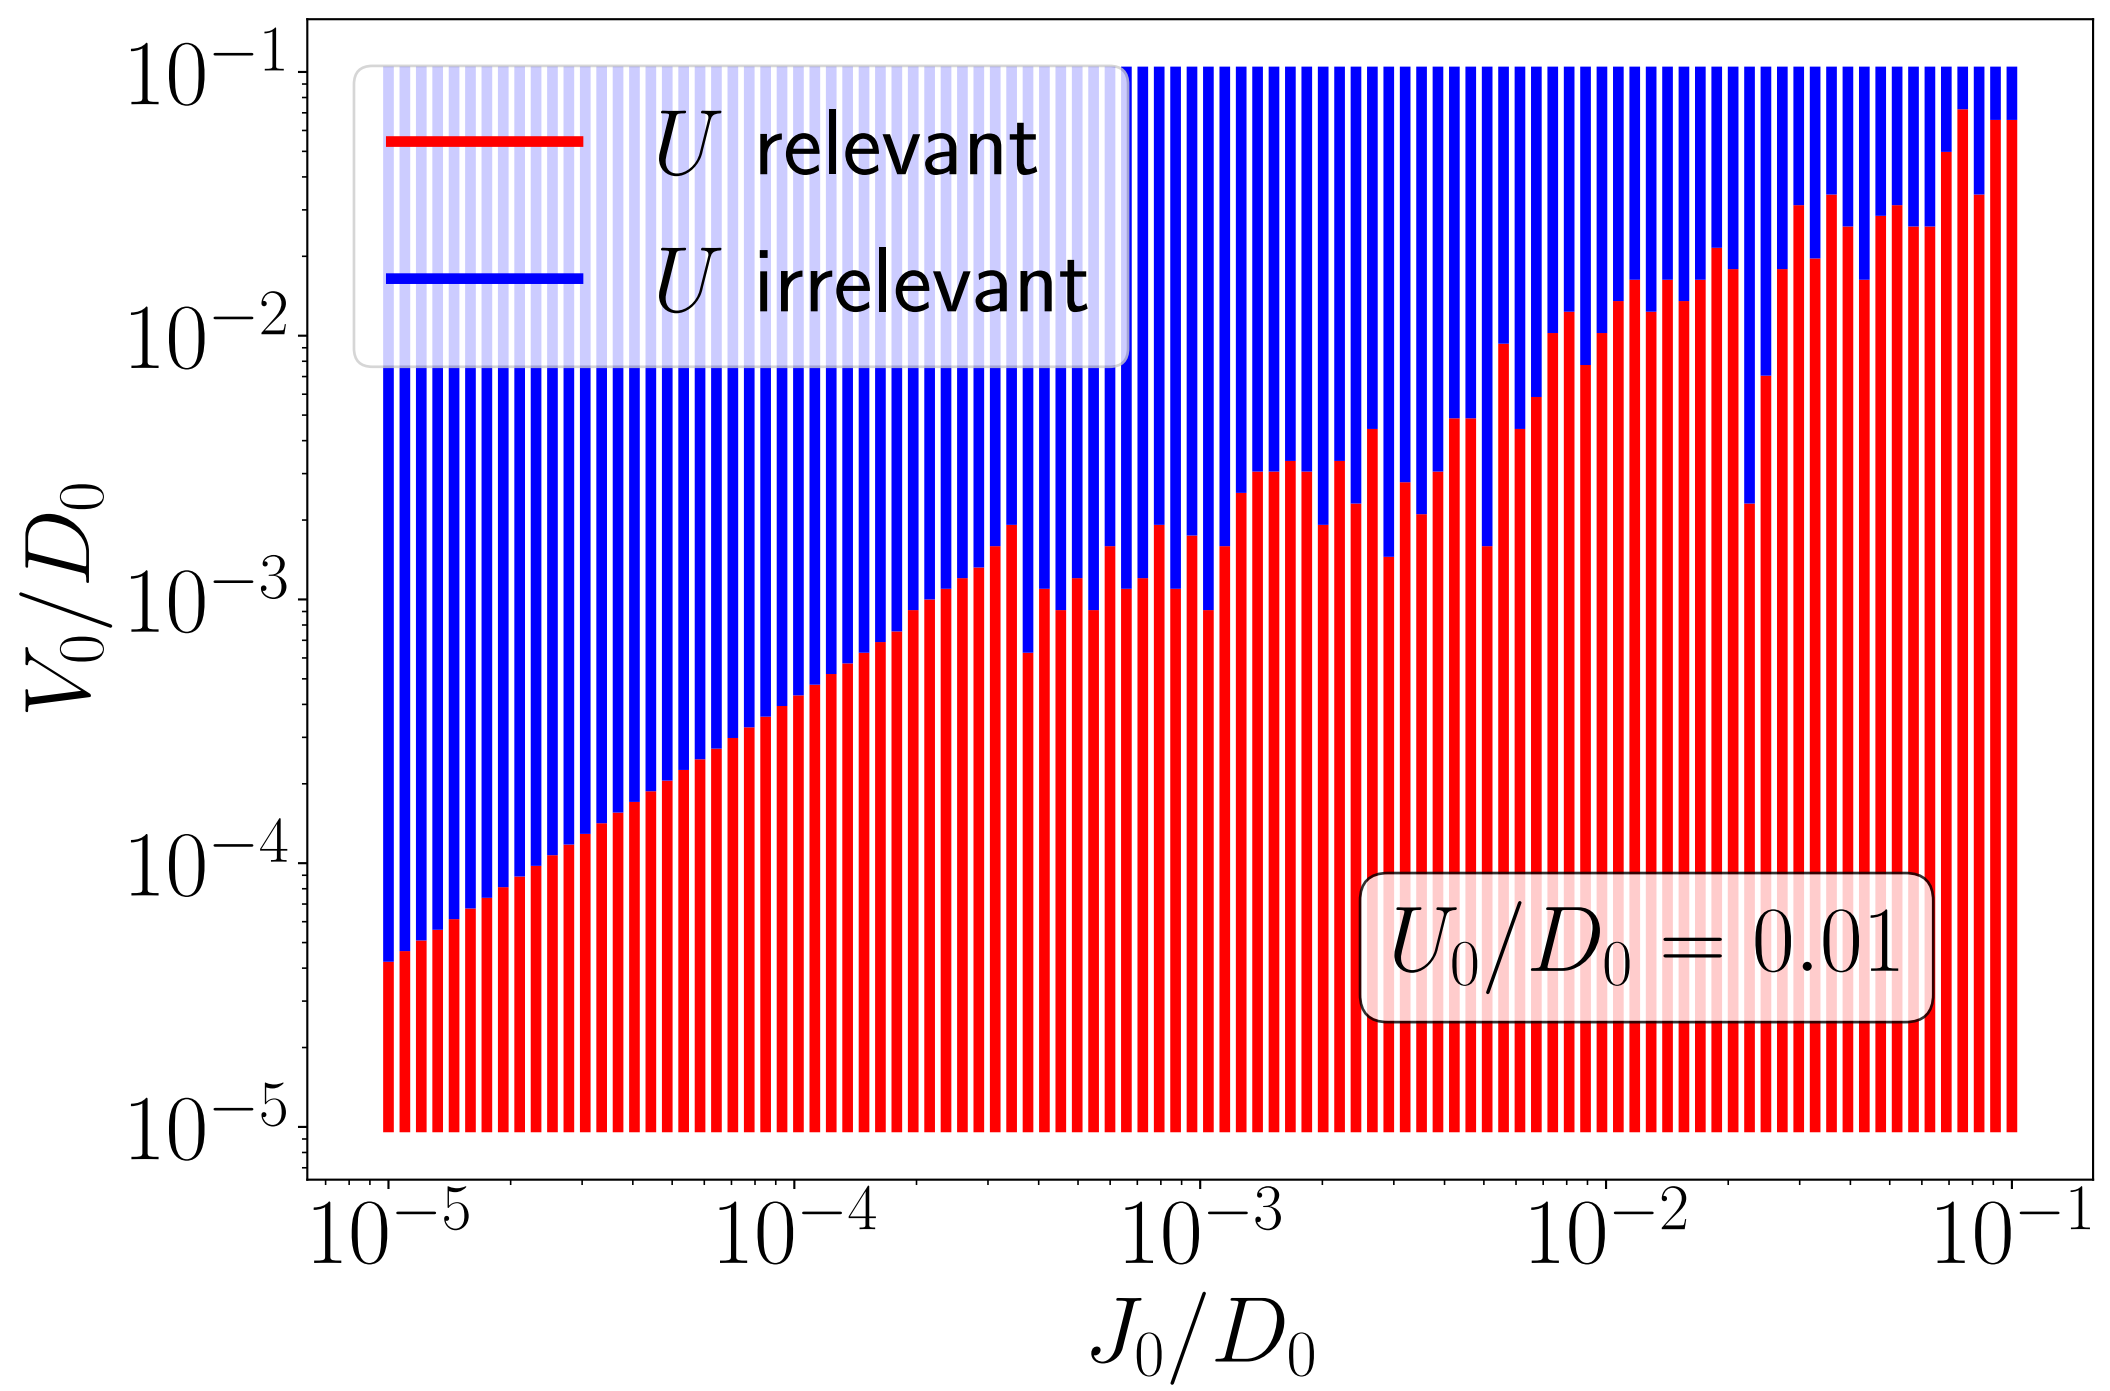 10⁻¹
10⁻²
10⁻³
10⁻⁴
10⁻⁵
V₀/D₀
U relevant
U irrelevant
U₀/D₀ = 0.01
10⁻⁵ 10⁻⁴ 10⁻³ 10⁻² 10⁻¹
J₀/D₀